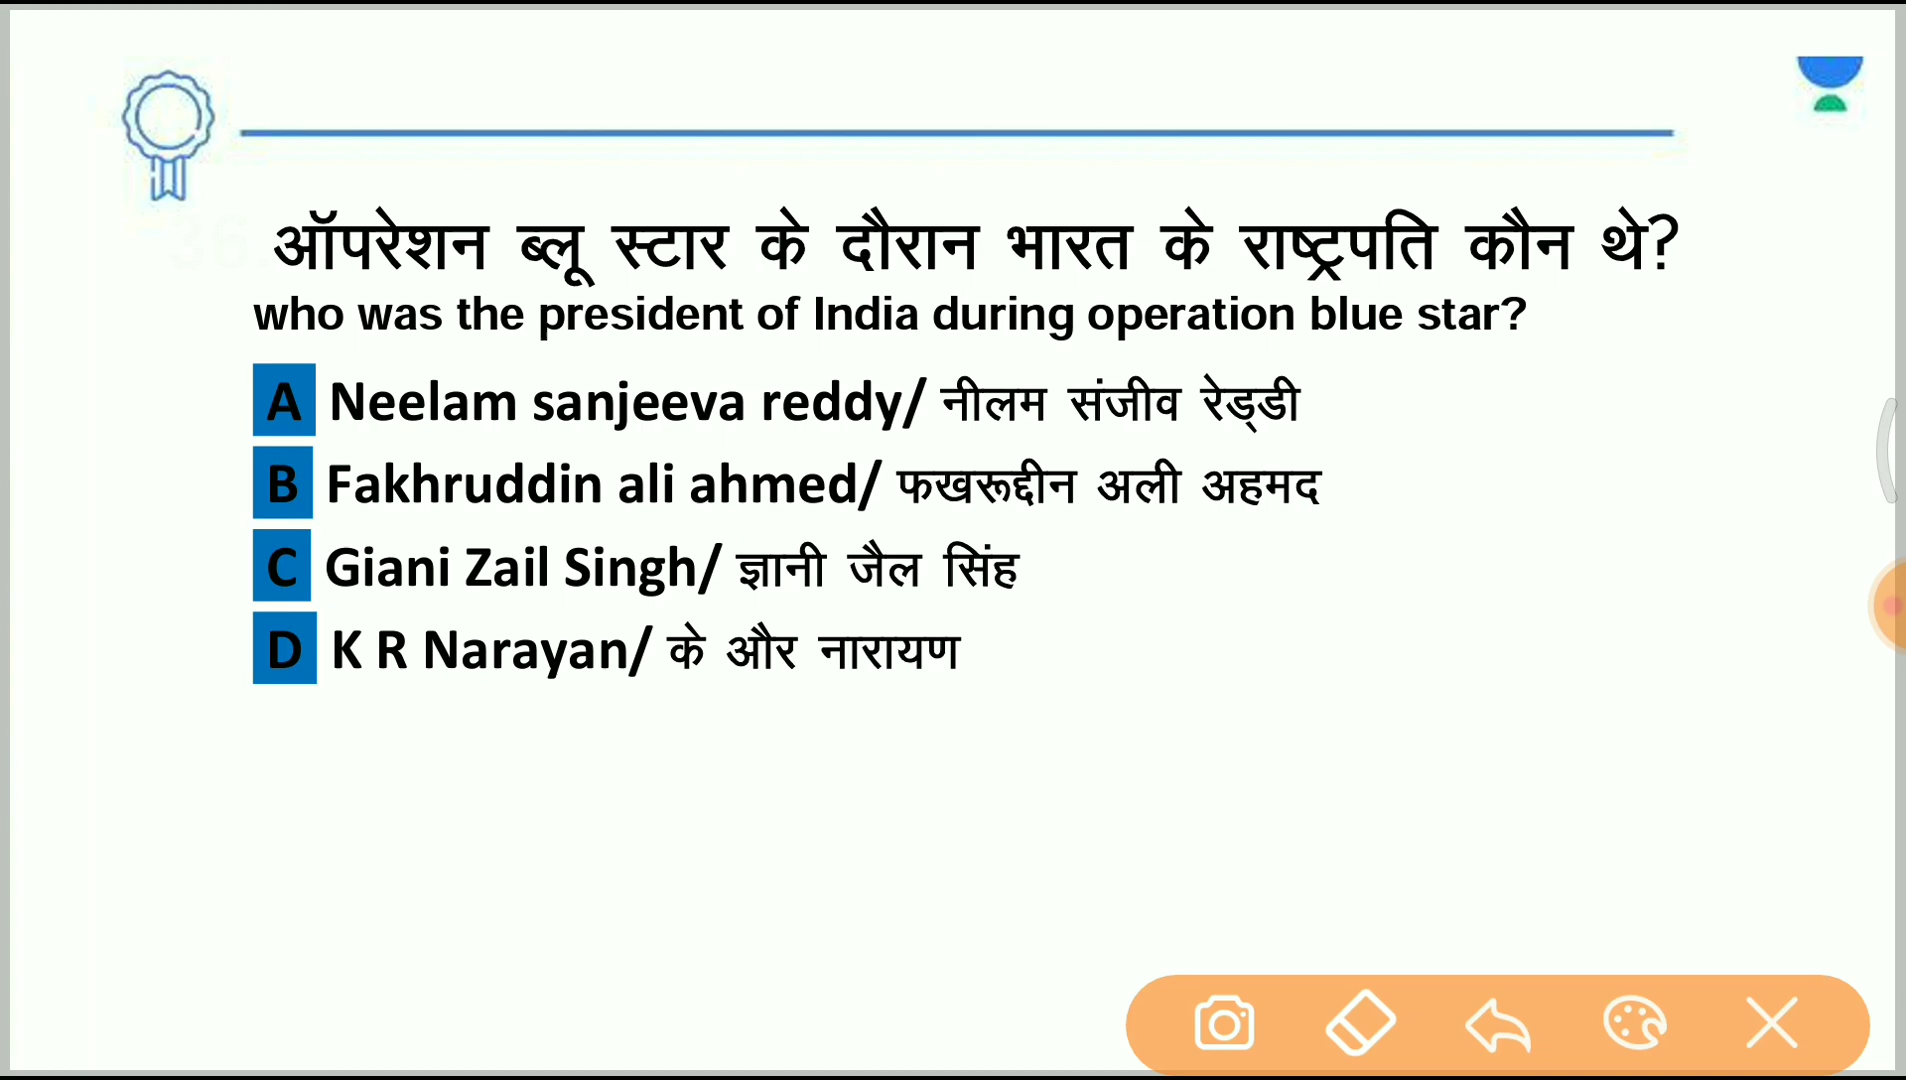 ऑपरेशन ब्लू स्टार के दौरान भारत के राष्ट्रपति कौन थे?
who was the president of India during operation blue star?
A Neelam sanjeeva reddy/ नीलम संजीव रेड्डी
B Fakhruddin ali ahmed/ फखरूद्दीन अली अहमद
C Giani Zail Singh/ ज्ञानी जैल सिंह
D K R Narayan/ के और नारायण